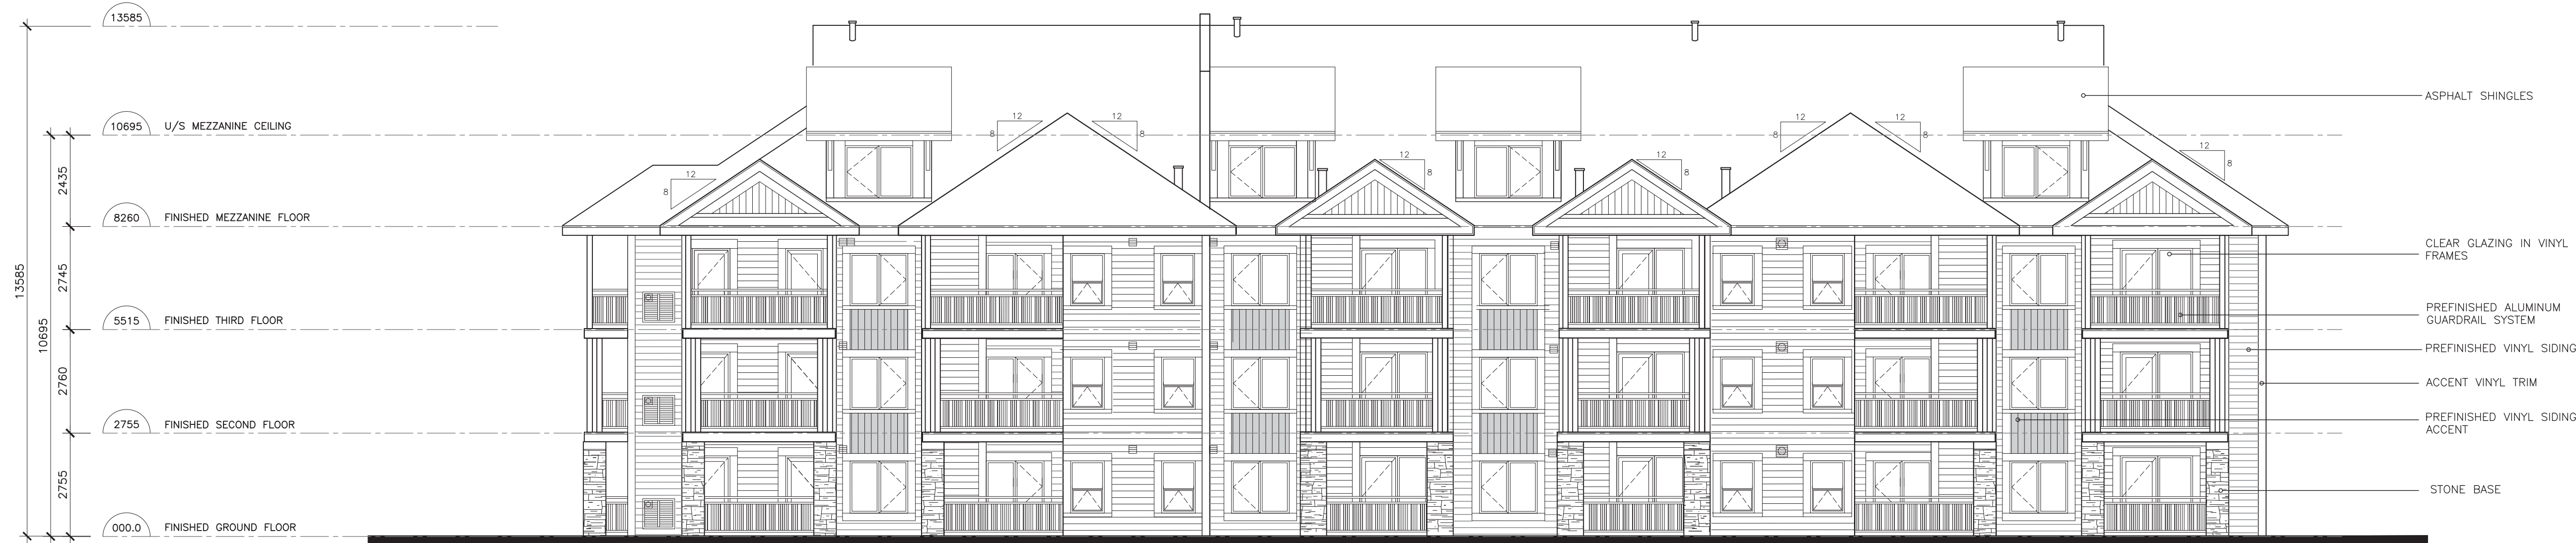 13585
10695 U/S MEZZANINE CEILING
8260 FINISHED MEZZANINE FLOOR
5515 FINISHED THIRD FLOOR
2755 FINISHED SECOND FLOOR
000.0 FINISHED GROUND FLOOR
13585
10695
2435
2745
2760
2755
12
8
12
8
12
8
12
8
12
8
12
8
12
8
12
8
ASPHALT SHINGLES
CLEAR GLAZING IN VINYL
FRAMES
PREFINISHED ALUMINUM
GUARDRAIL SYSTEM
PREFINISHED VINYL SIDING
ACCENT VINYL TRIM
PREFINISHED VINYL SIDING
ACCENT
STONE BASE